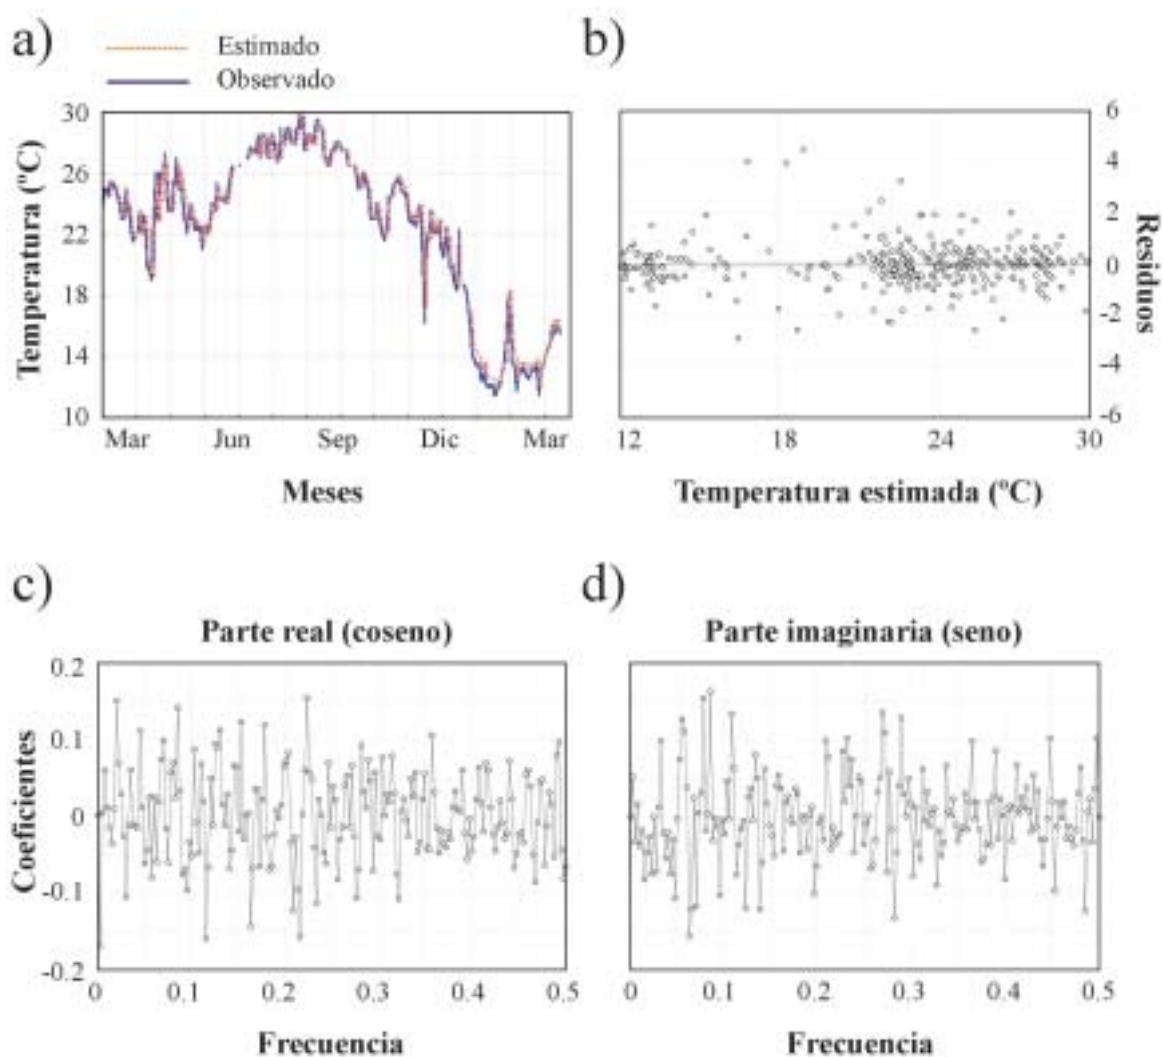 a)
Estimado
Observado
30
26
22
18
14
10
Temperatura (ºC)
Mar Jun Sep Dic Mar
Meses
b)
6
4
2
0
-2
-4
-6
Residuos
12 18 24 30
Temperatura estimada (ºC)
c)
Parte real (coseno)
0.2
0.1
0
-0.1
-0.2
Coeficientes
0 0.1 0.2 0.3 0.4 0.5
Frecuencia
d)
Parte imaginaria (seno)
0 0.1 0.2 0.3 0.4 0.5
Frecuencia